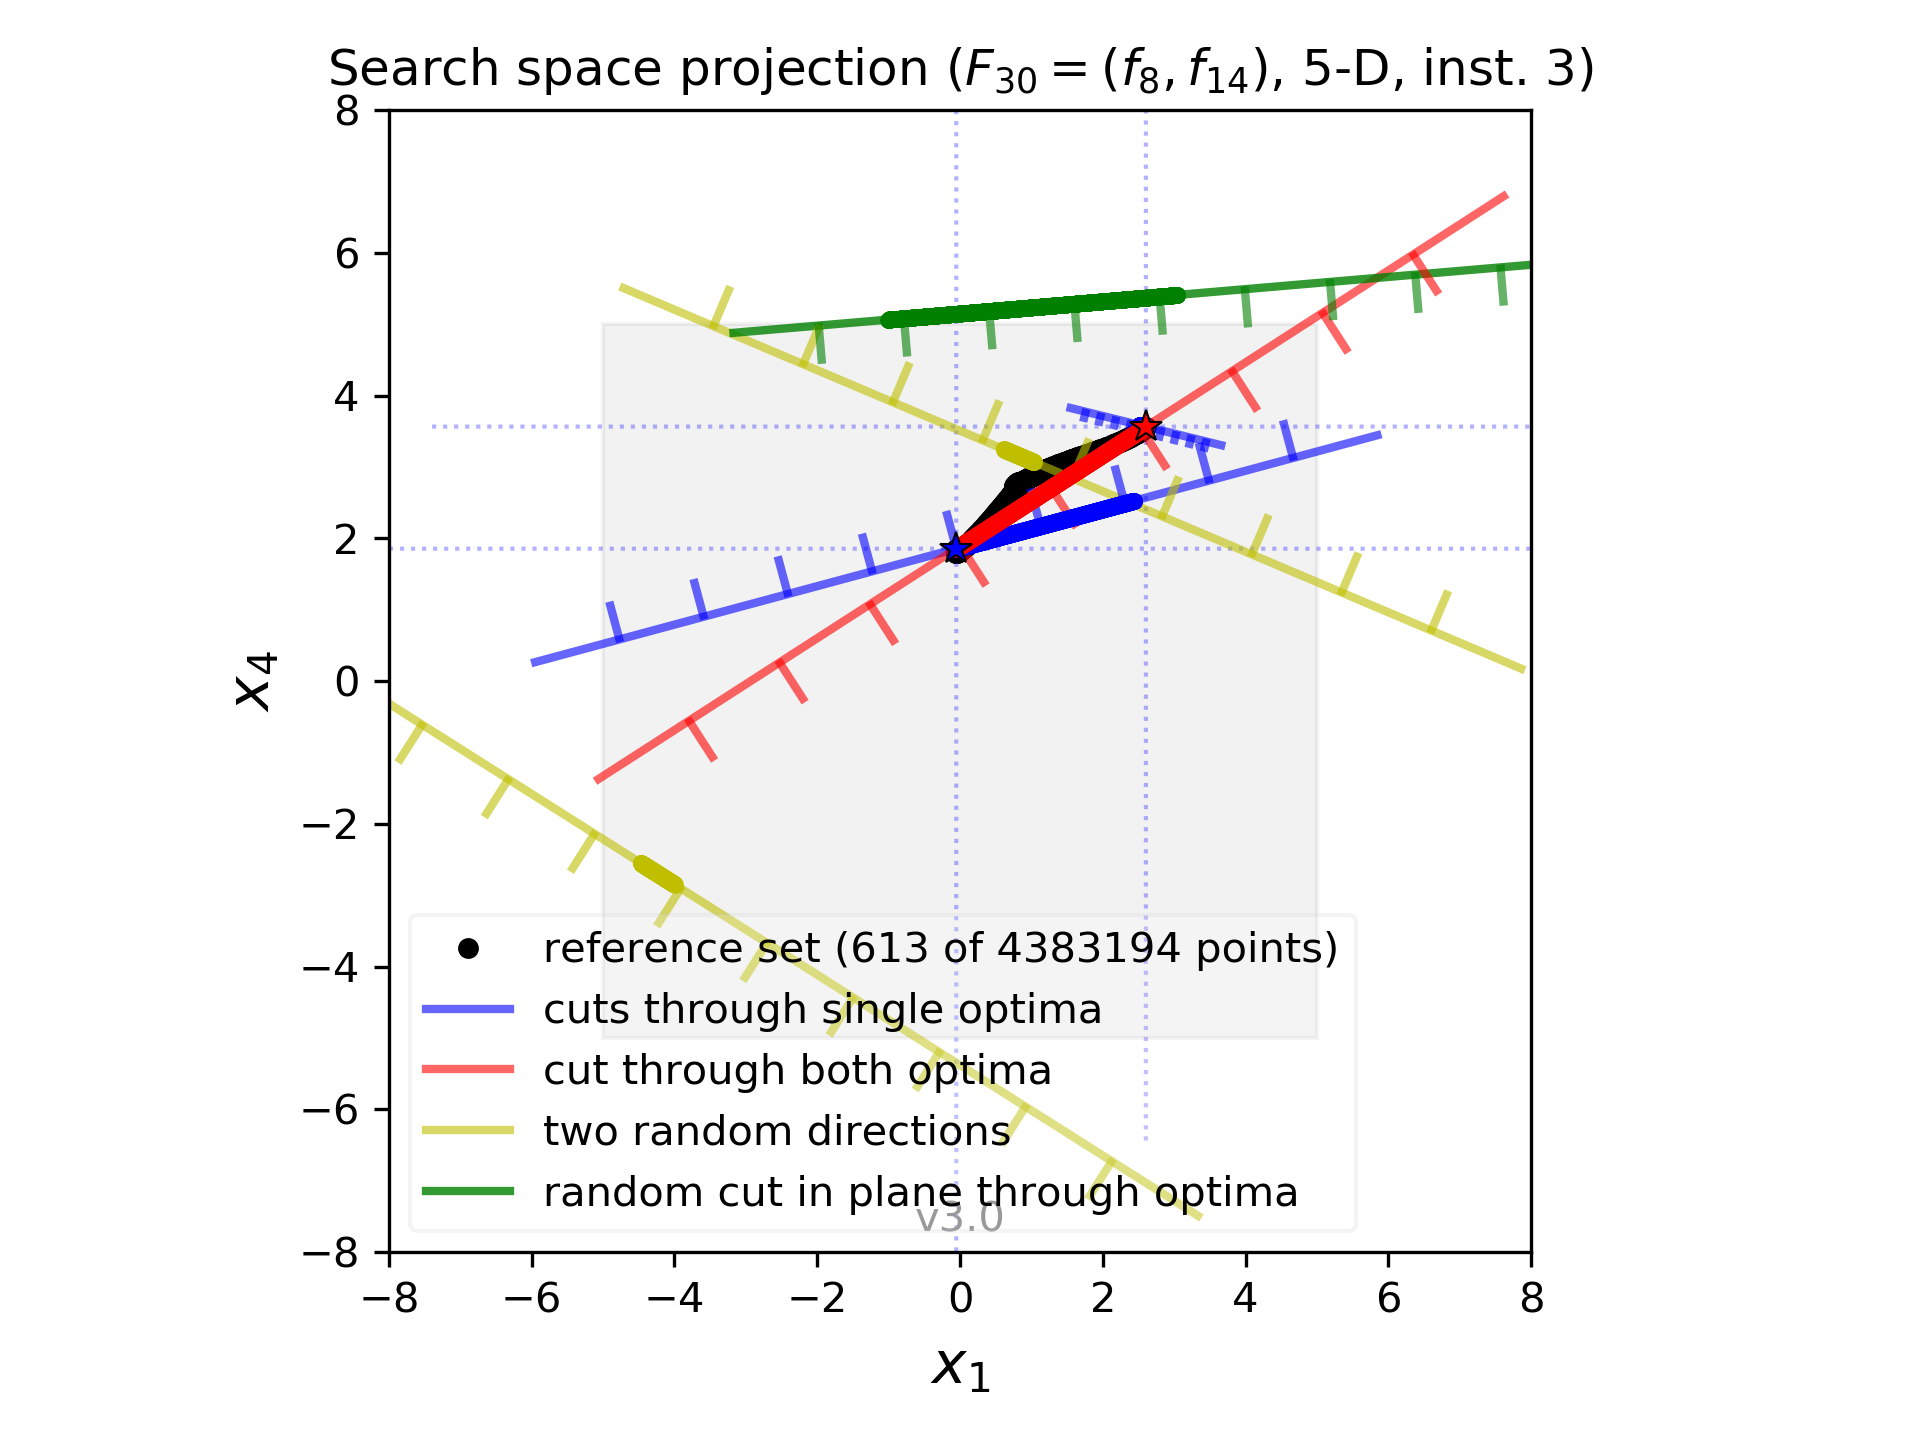 Search space projection (F30 = (f8, f14), 5-D, inst. 3)
8
6
4
2
0
−2
−4
−6
−8
x4
reference set (613 of 4383194 points)
cuts through single optima
cut through both optima
two random directions
random cut in plane through optima
v3.0
−8 −6 −4 −2 0 2 4 6 8
x1